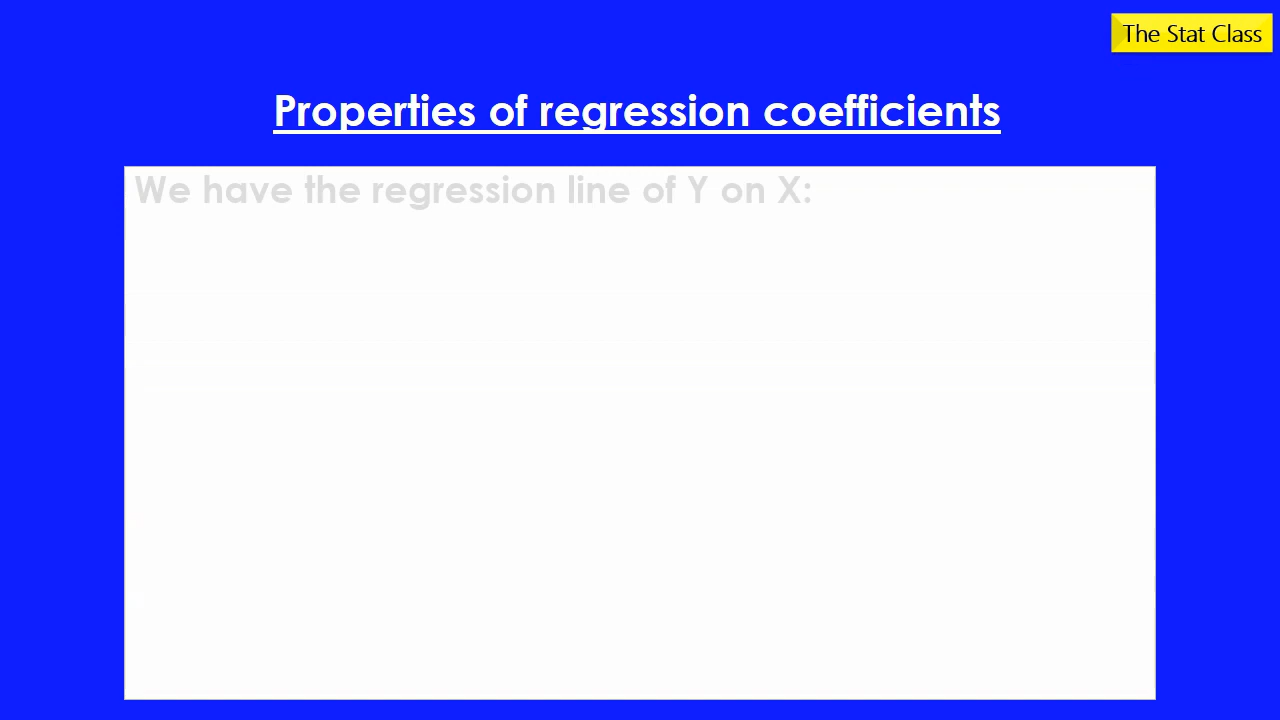 The Stat Class
Properties of regression coefficients
We have the regression line of Y on X: